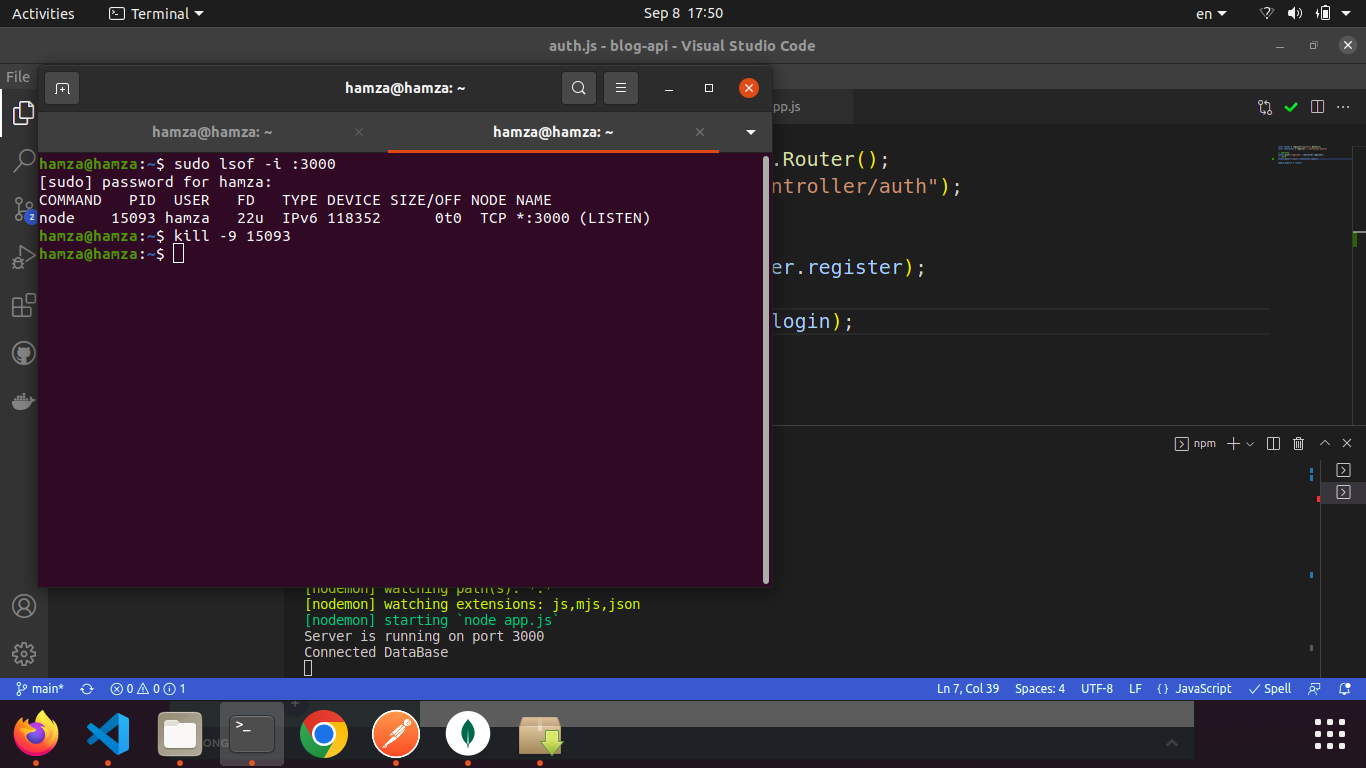 Activities Terminal Sep 8 17:50 en
auth.js - blog-api - Visual Studio Code
File
hamza@hamza: ~
hamza@hamza: ~ hamza@hamza: ~
hamza@hamza:~$ sudo lsof -i :3000
[sudo] password for hamza:
COMMAND PID USER FD TYPE DEVICE SIZE/OFF NODE NAME
node 15093 hamza 22u IPv6 118352 0t0 TCP *:3000 (LISTEN)
hamza@hamza:~$ kill -9 15093
hamza@hamza:~$
pp.js
.Router();
ntroller/auth");
er.register);
login);
2
npm
[nodemon] watching path(s): *.*
[nodemon] watching extensions: js,mjs,json
[nodemon] starting `node app.js`
Server is running on port 3000
Connected DataBase
main* 0 0 1 Ln 7, Col 39 Spaces: 4 UTF-8 LF {} JavaScript Spell
ONG